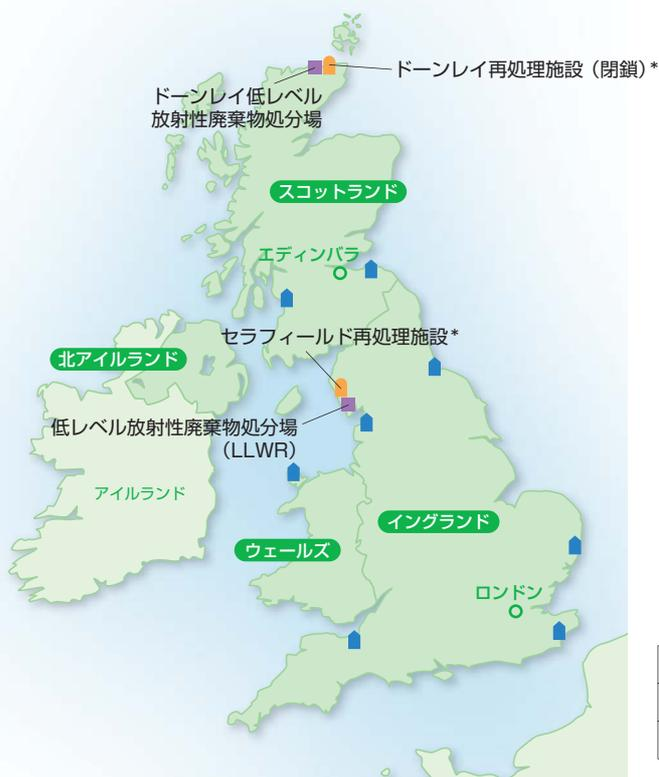 ドーンレイ再処理施設（閉鎖）*
ドーンレイ低レベル
放射性廃棄物処分場
スコットランド
エディンバラ
セラフィールド再処理施設*
北アイルランド
低レベル放射性廃棄物処分場
（LLWR）
アイルランド
イングランド
ウェールズ
ロンドン